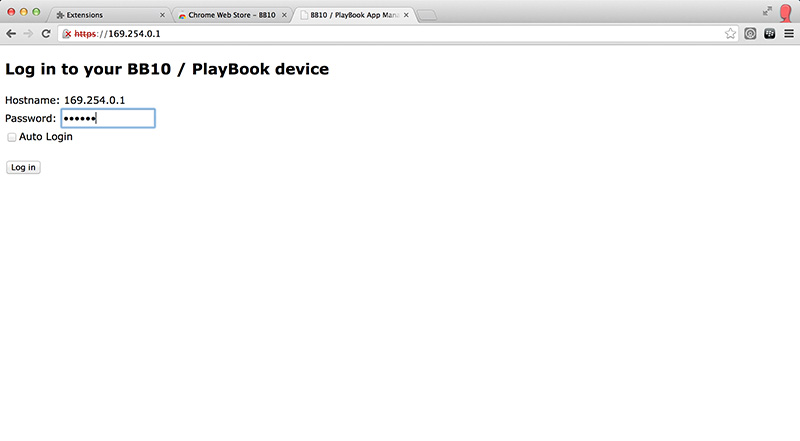 Extensions
Chrome Web Store - BB10
BB10 / PlayBook App Mana
https://169.254.0.1
Log in to your BB10 / PlayBook device
Hostname: 169.254.0.1
Password: ••••••
Auto Login
Log in